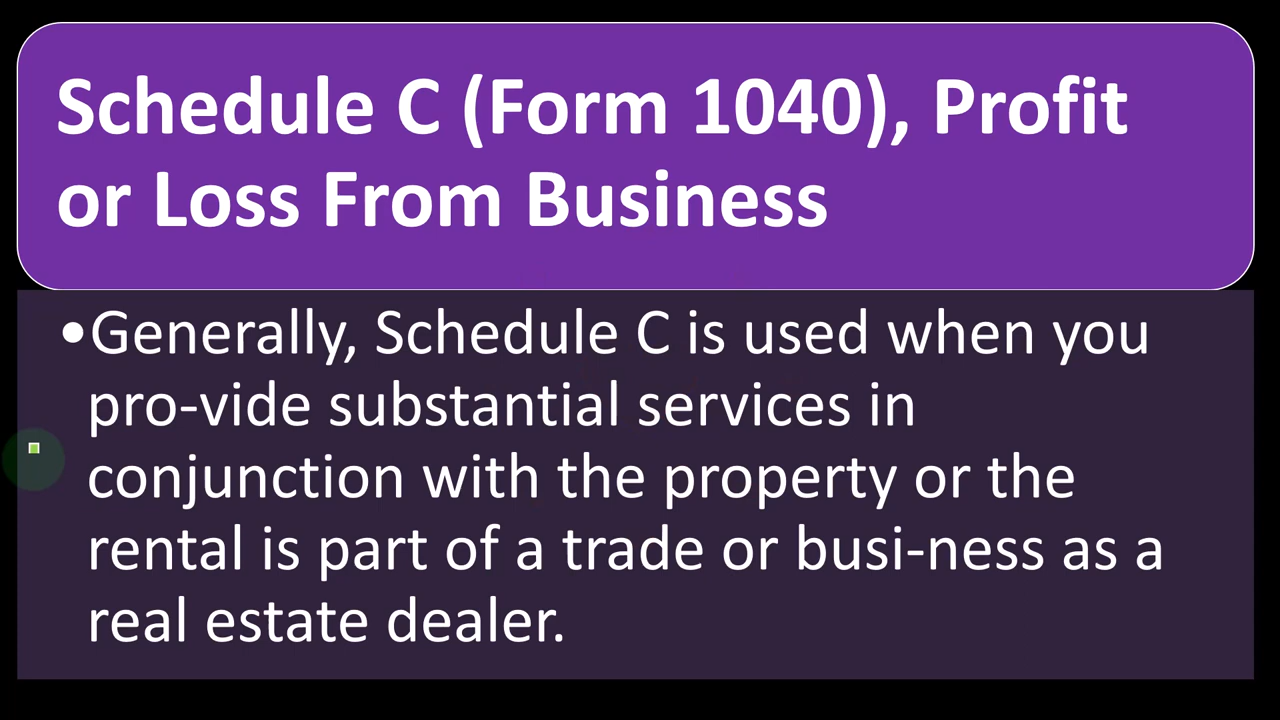 Schedule C (Form 1040), Profit
or Loss From Business
•Generally, Schedule C is used when you
pro-vide substantial services in
conjunction with the property or the
rental is part of a trade or busi-ness as a
real estate dealer.